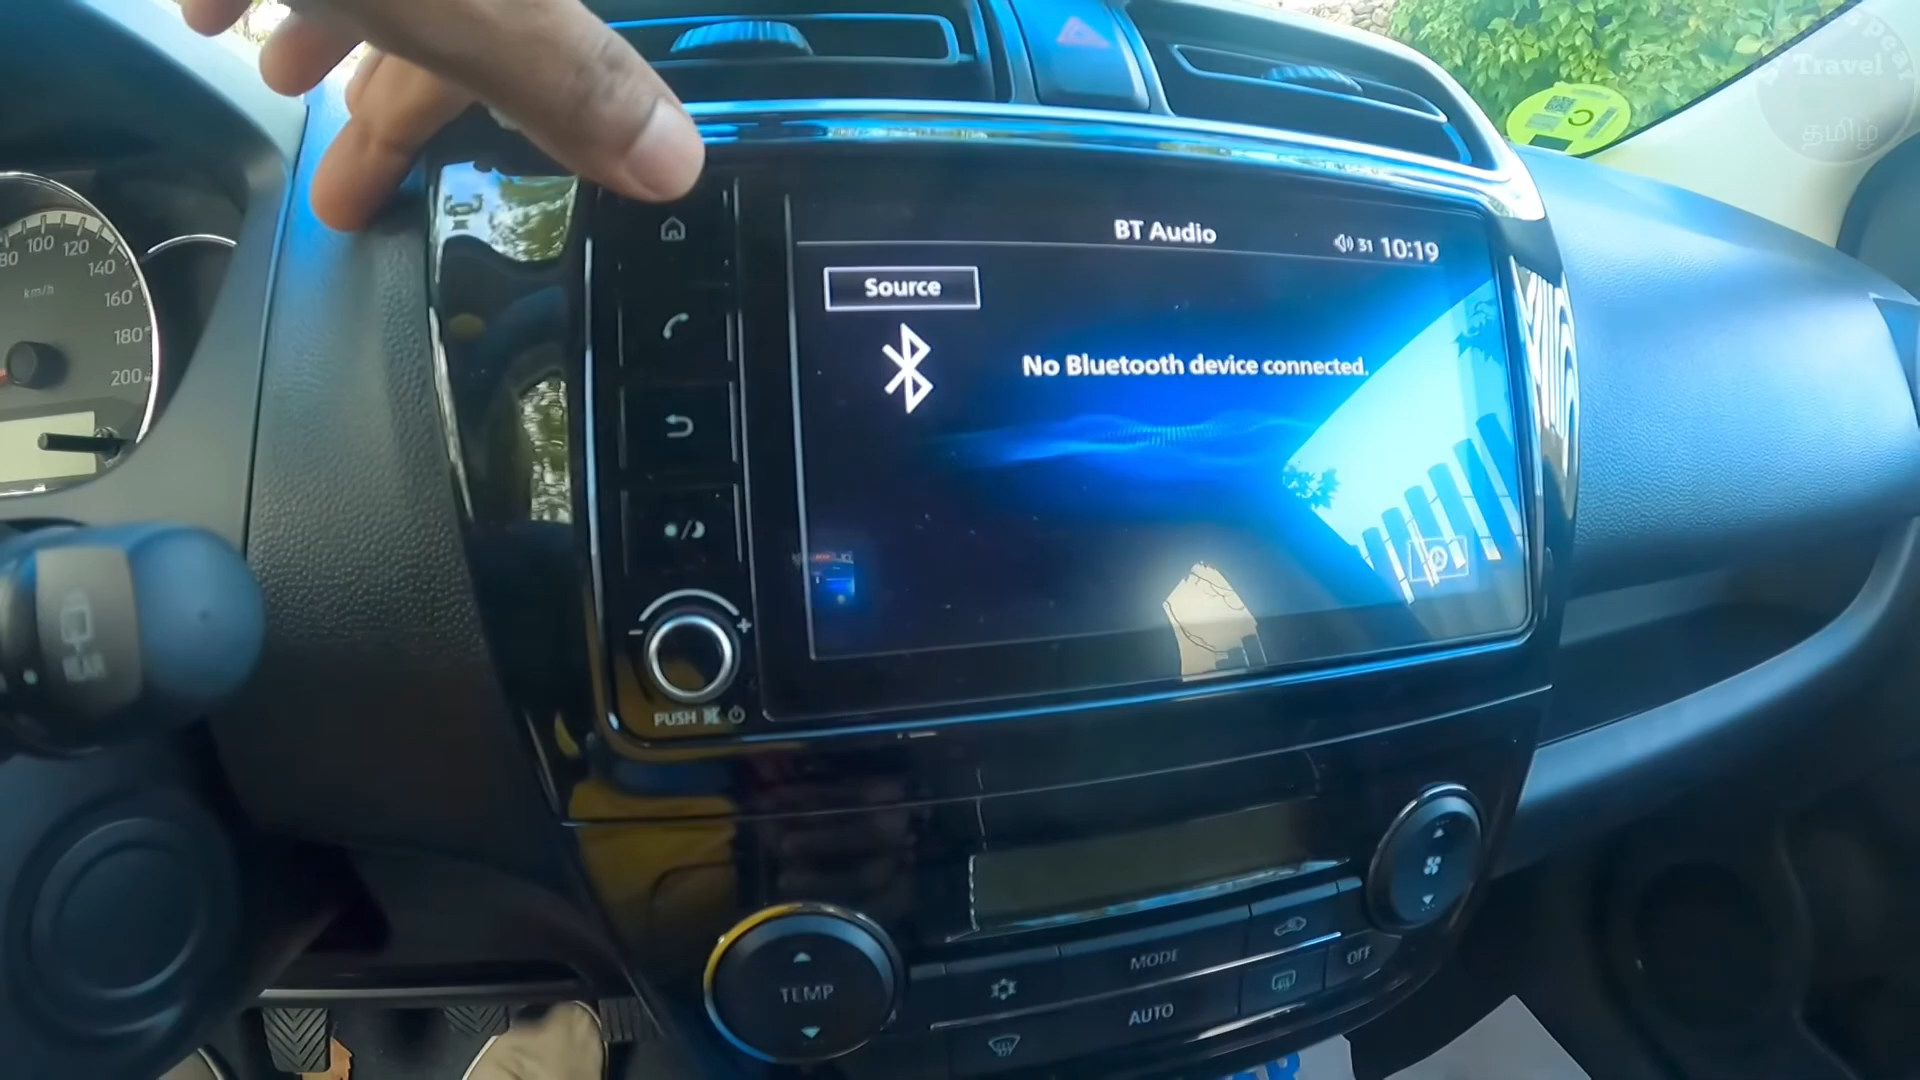 Travel
தமிழ்
C
80 100 120 140 160 180 200
km/h
BT Audio
31 10:19
Source
No Bluetooth device connected.
REAR
- +
PUSH
TEMP
MODE
OFF
AUTO